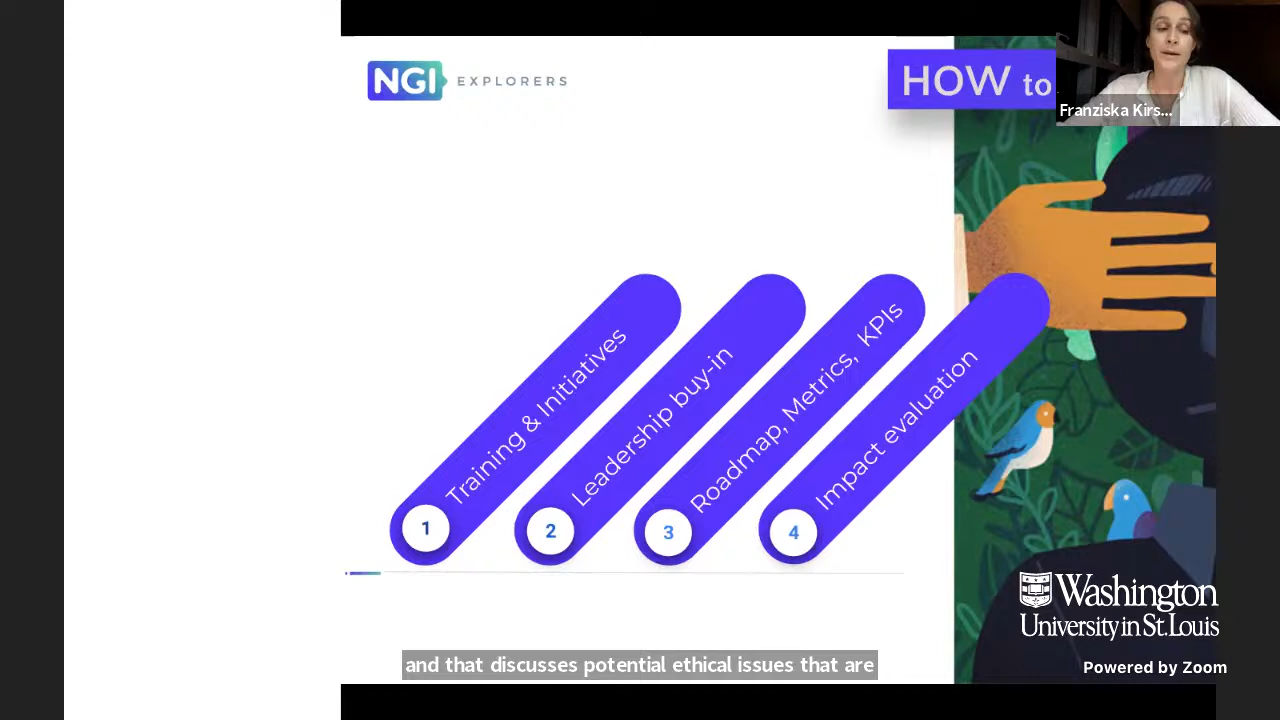 NGI EXPLORERS
HOW to
Franziska Kirs...
Training & Initiatives
Leadership buy-in
Roadmap, Metrics, KPIs
Impact evaluation
1
2
3
4
Washington
University in St. Louis
and that discusses potential ethical issues that are
Powered by Zoom